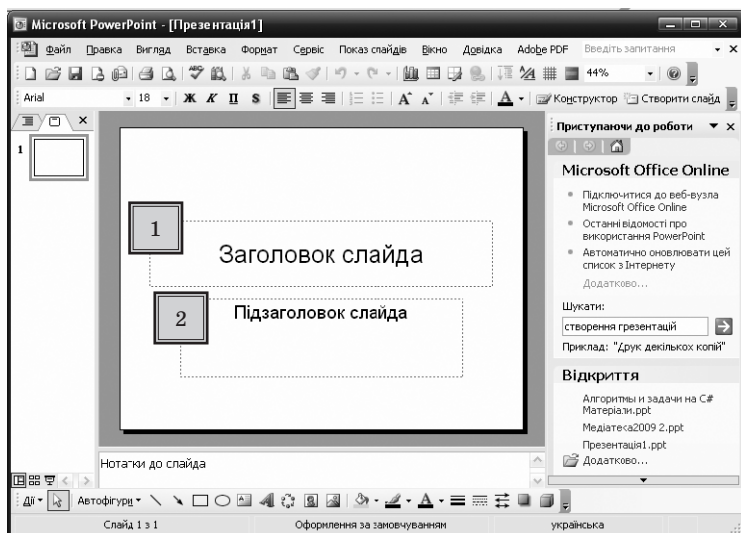 Microsoft PowerPoint - [Презентація1]
Файл Правка Вигляд Вставка Формат Сервіс Показ слайдів Вікно Довідка Adobe PDF Введіть запитання
44%
Arial 18 Ж К П S Конструктор Створити слайд
1
1
Заголовок слайда
2
Підзаголовок слайда
Нотатки до слайда
Приступаючи до роботи
Microsoft Office Online
Підключитися до веб-вузла
Microsoft Office Online
Останні відомості про
використання PowerPoint
Автоматично оновлювати цей
список з Інтернету
Додатково...
Шукати:
створення презентацій
Приклад: "Друк декількох копій"
Відкриття
Алгоритмы и задачи на C#
Матеріали.ppt
Медіатека2009 2.ppt
Презентація1.ppt
Додатково...
Дії Автофігури
Слайд 1 з 1 Оформлення за замовчуванням українська